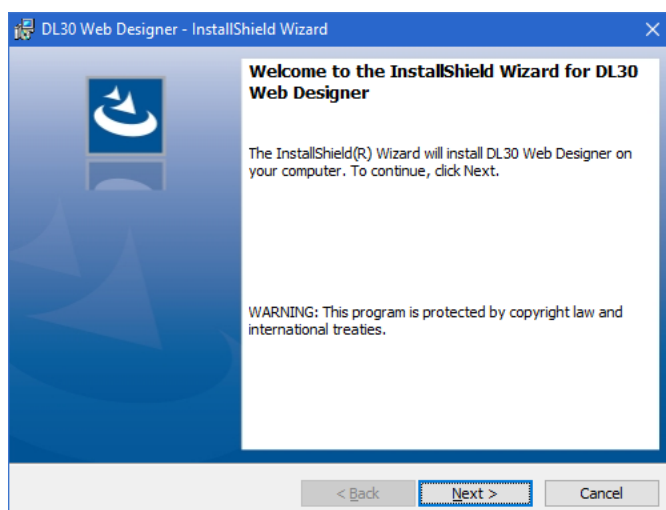 DL30 Web Designer - InstallShield Wizard
Welcome to the InstallShield Wizard for DL30
Web Designer
The InstallShield(R) Wizard will install DL30 Web Designer on
your computer. To continue, click Next.
WARNING: This program is protected by copyright law and
international treaties.
< Back Next > Cancel